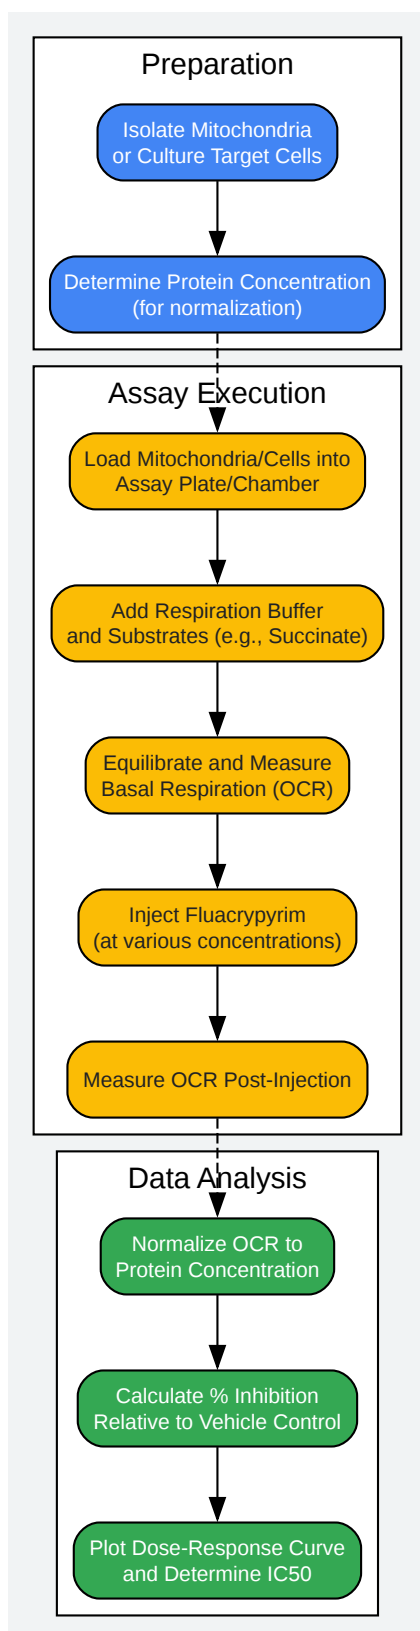 Preparation
Isolate Mitochondria
or Culture Target Cells
Determine Protein Concentration
(for normalization)
Assay Execution
Load Mitochondria/Cells into
Assay Plate/Chamber
Add Respiration Buffer
and Substrates (e.g., Succinate)
Equilibrate and Measure
Basal Respiration (OCR)
Inject Fluacrypyrim
(at various concentrations)
Measure OCR Post-Injection
Data Analysis
Normalize OCR to
Protein Concentration
Calculate % Inhibition
Relative to Vehicle Control
Plot Dose-Response Curve
and Determine IC50